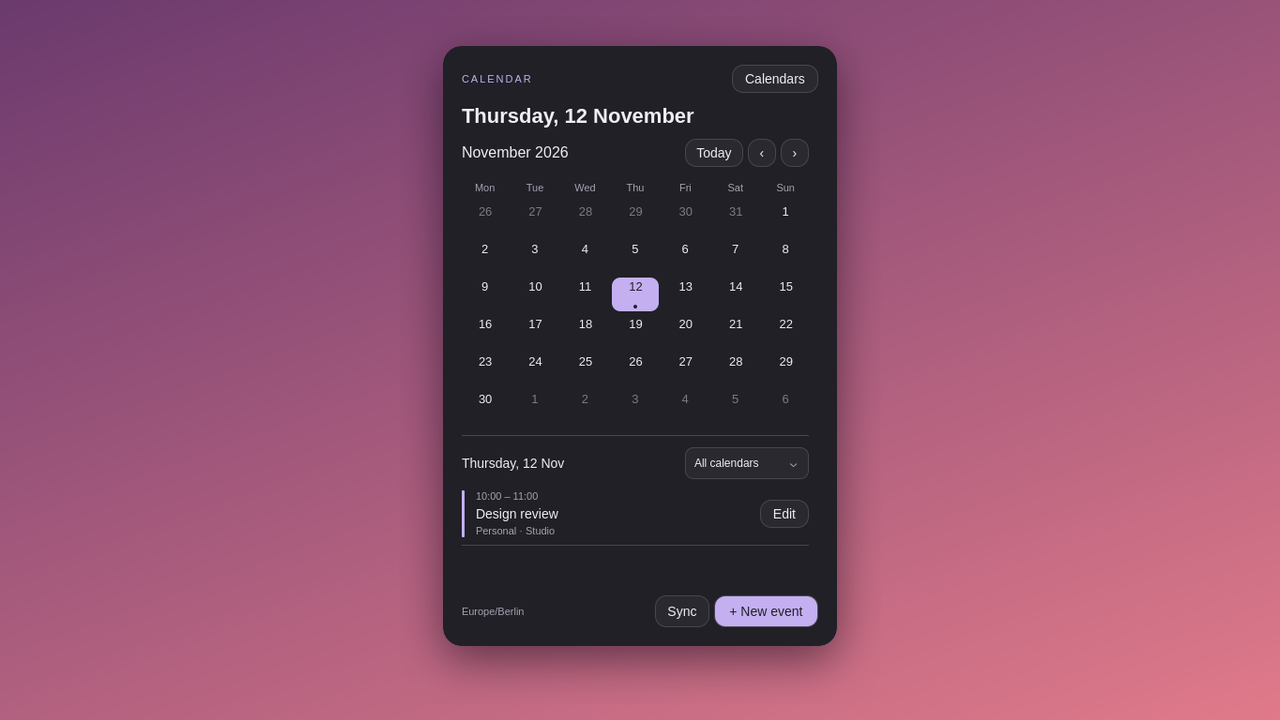 CALENDAR Calendars
Thursday, 12 November
November 2026 Today ‹ ›
Mon Tue Wed Thu Fri Sat Sun
26 27 28 29 30 31 1
2 3 4 5 6 7 8
9 10 11 12 13 14 15
16 17 18 19 20 21 22
23 24 25 26 27 28 29
30 1 2 3 4 5 6
Thursday, 12 Nov All calendars
10:00 – 11:00
Design review Edit
Personal · Studio
Europe/Berlin Sync + New event